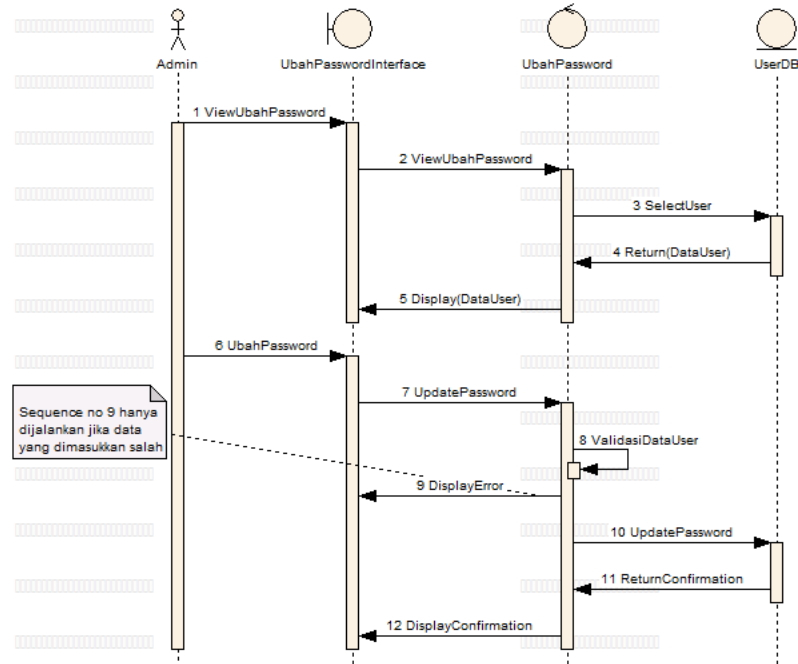 Admin
UbahPasswordInterface
UbahPassword
UserDB
1 ViewUbahPassword
2 ViewUbahPassword
3 SelectUser
4 Return(DataUser)
5 Display(DataUser)
6 UbahPassword
7 UpdatePassword
Sequence no 9 hanya
dijalankan jika data
yang dimasukkan salah
8 ValidasiDataUser
9 DisplayError
10 UpdatePassword
11 ReturnConfirmation
12 DisplayConfirmation